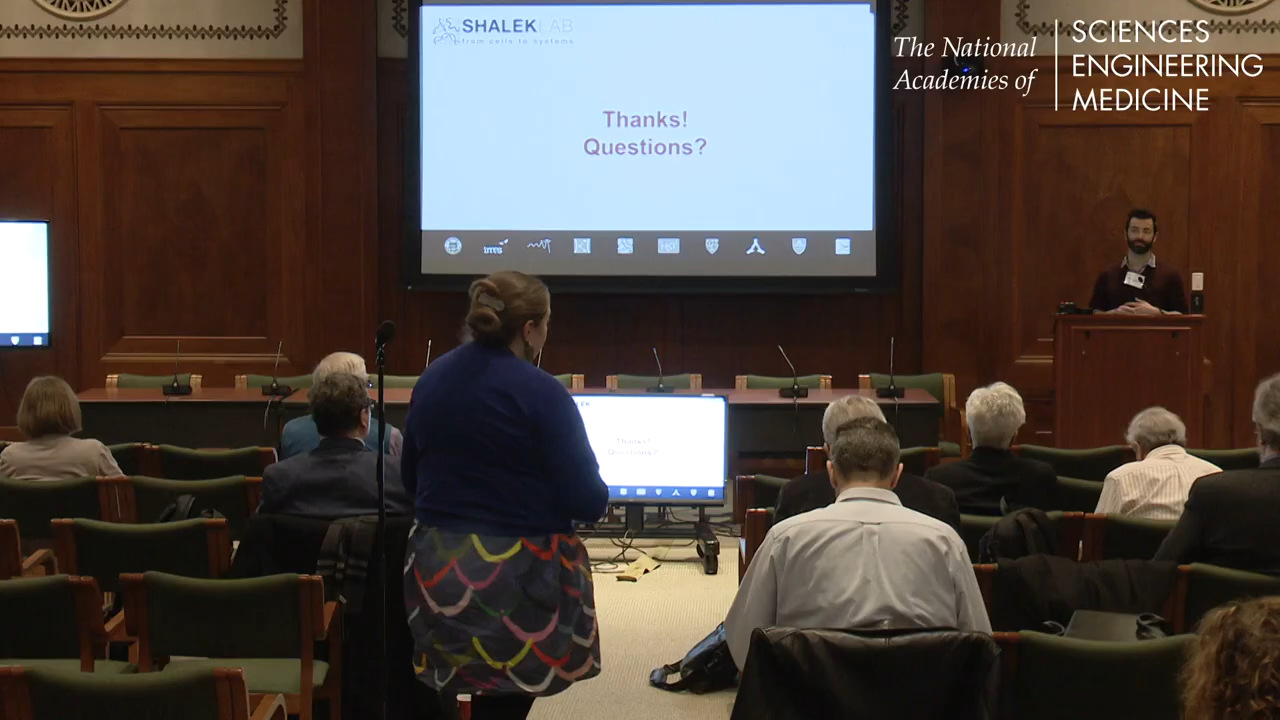 SHALEK LAB
from cells to systems
Thanks!
Questions?
The National
Academies of
SCIENCES
ENGINEERING
MEDICINE
Thanks!
Questions?